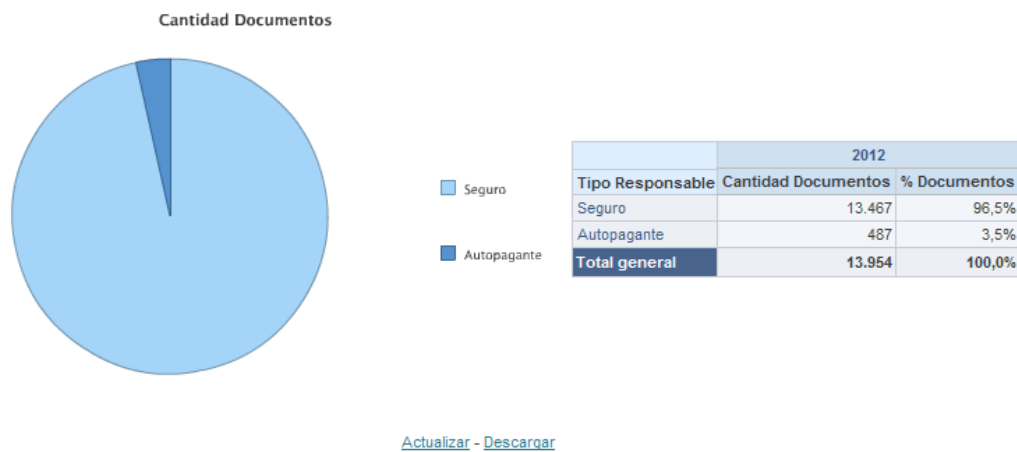 Cantidad Documentos
Seguro
Autopagante
2012
Tipo Responsable Cantidad Documentos % Documentos
Seguro 13.467 96,5%
Autopagante 487 3,5%
Total general 13.954 100,0%
Actualizar - Descargar